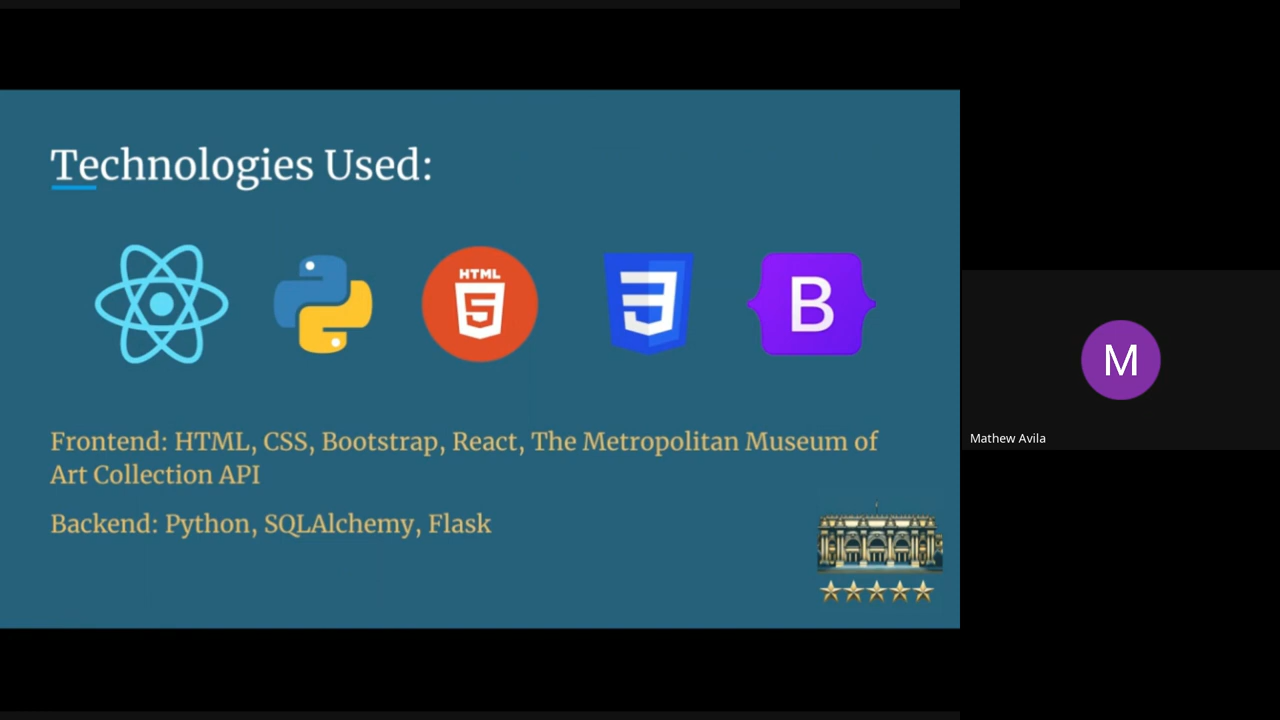 Technologies Used:
HTML
5
3
B
Frontend: HTML, CSS, Bootstrap, React, The Metropolitan Museum of
Art Collection API
Backend: Python, SQLAlchemy, Flask
M
Mathew Avila